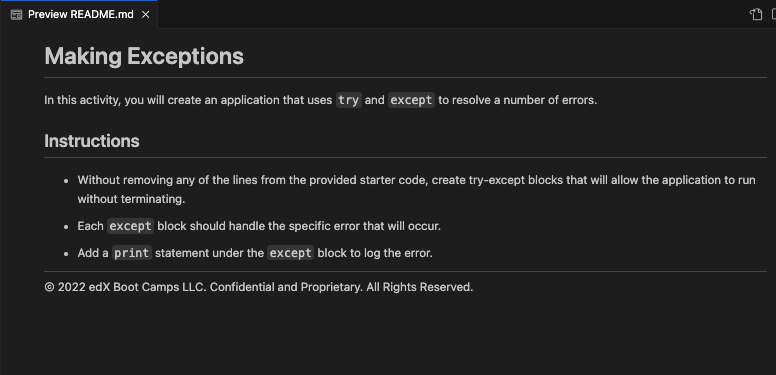 Preview README.md
Making Exceptions
In this activity, you will create an application that uses try and except to resolve a number of errors.
Instructions
• Without removing any of the lines from the provided starter code, create try-except blocks that will allow the application to run
without terminating.
• Each except block should handle the specific error that will occur.
• Add a print statement under the except block to log the error.
© 2022 edX Boot Camps LLC. Confidential and Proprietary. All Rights Reserved.